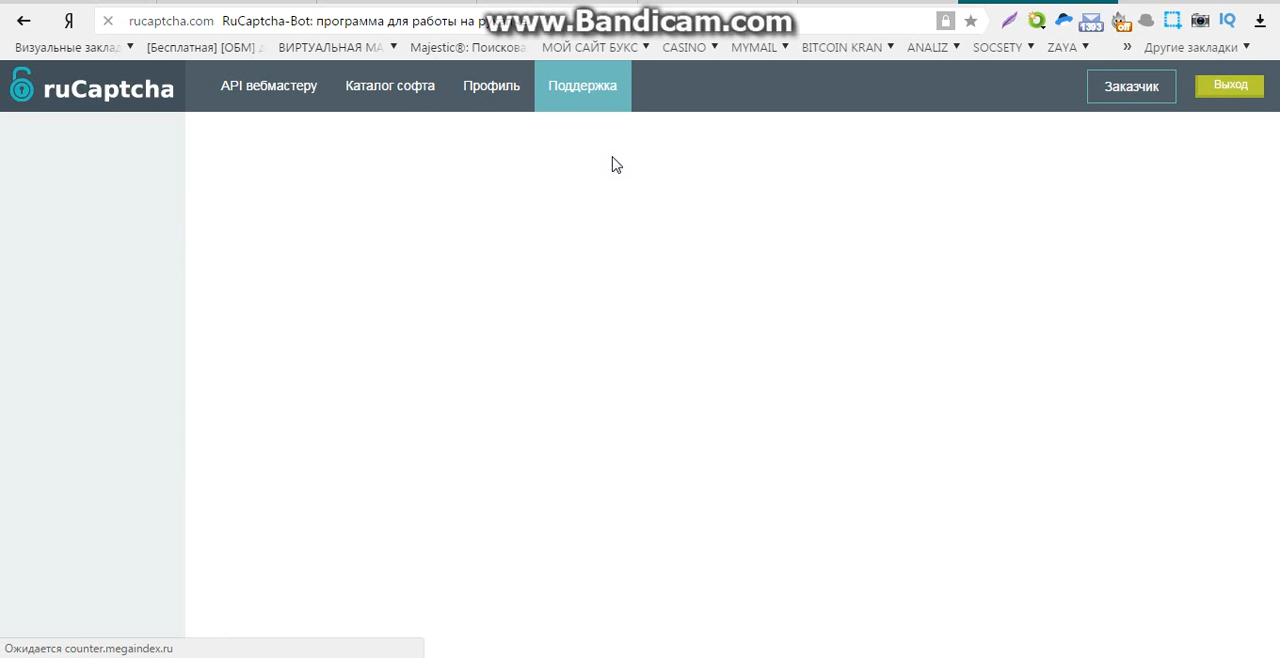 www.Bandicam.com
Я rucaptcha.com RuCaptcha-Bot: программа для работы на
Визуальные заклад [Бесплатная] [ОБМ] ВИРТУАЛЬНАЯ МА Majestic®: Поискова МОЙ САЙТ БУКС CASINO MYMAIL BITCOIN KRAN ANALIZ SOCSETY ZAYA » Другие закладки
ruCaptcha API вебмастеру Каталог софта Профиль Поддержка Заказчик Выход
Ожидается counter.megaindex.ru